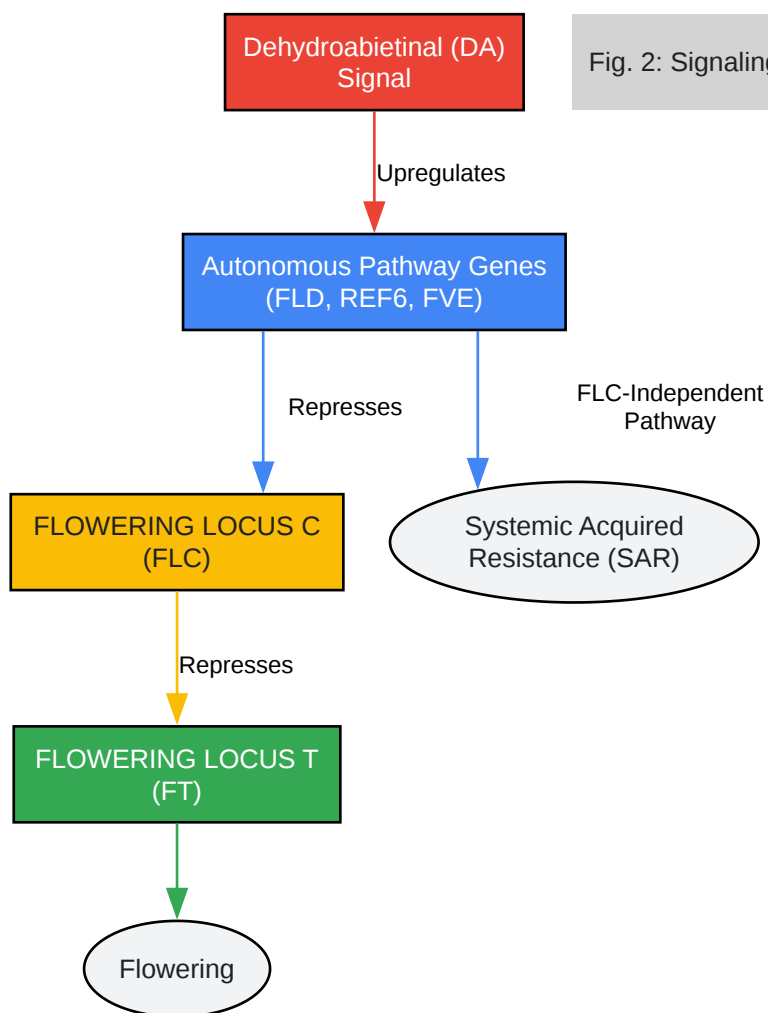 Dehydroabietinal (DA)
Signal
Fig. 2: Signaling
Upregulates
Autonomous Pathway Genes
(FLD, REF6, FVE)
Represses
FLC-Independent
Pathway
FLOWERING LOCUS C
(FLC)
Systemic Acquired
Resistance (SAR)
Represses
FLOWERING LOCUS T
(FT)
Flowering